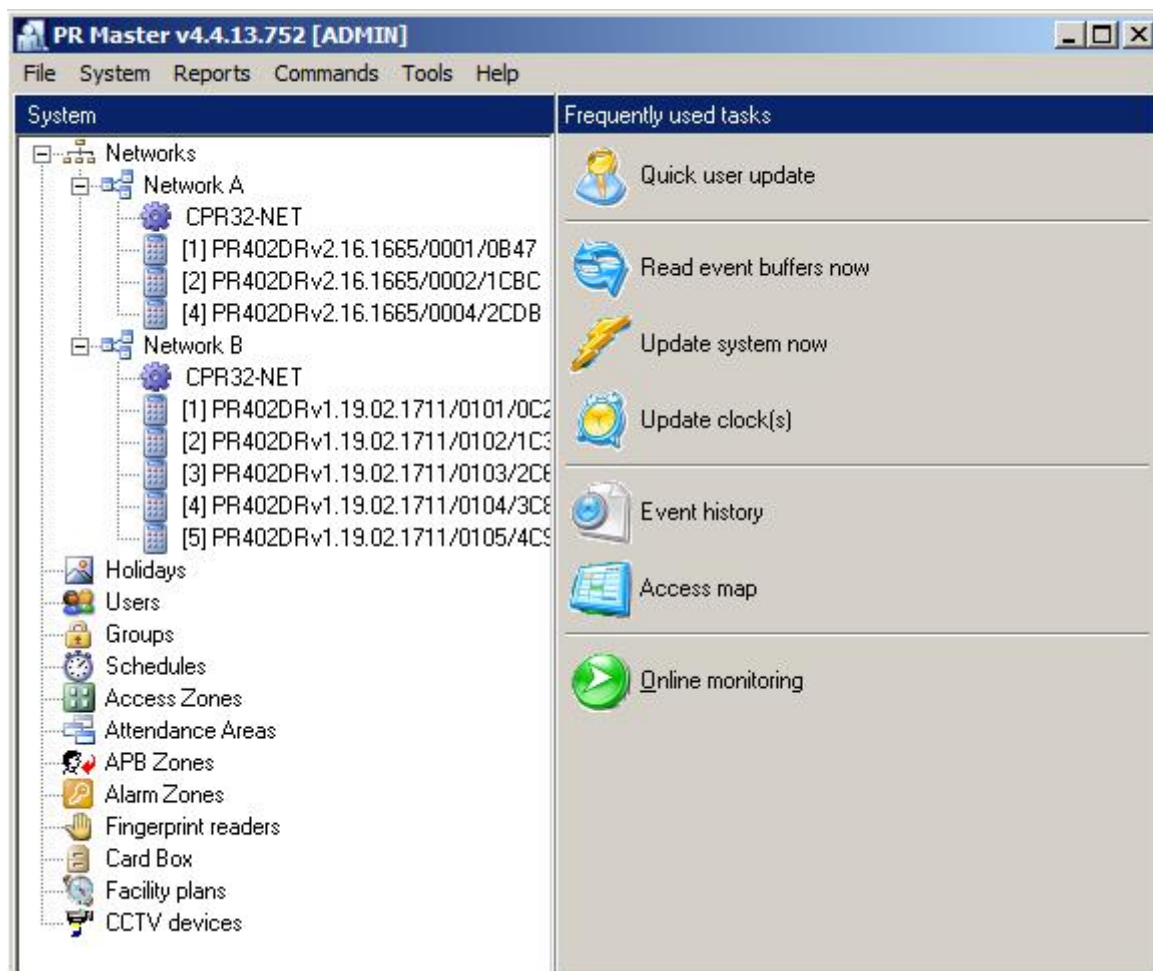 PR Master v4.4.13.752 [ADMIN]
File System Reports Commands Tools Help
System
Networks
Network A
CPR32-NET
[1] PR402DRv2.16.1665/0001/0B47
[2] PR402DRv2.16.1665/0002/1CBC
[4] PR402DRv2.16.1665/0004/2CDB
Network B
CPR32-NET
[1] PR402DRv1.19.02.1711/0101/0C2
[2] PR402DRv1.19.02.1711/0102/1C3
[3] PR402DRv1.19.02.1711/0103/2C6
[4] PR402DRv1.19.02.1711/0104/3C8
[5] PR402DRv1.19.02.1711/0105/4C9
Holidays
Users
Groups
Schedules
Access Zones
Attendance Areas
APB Zones
Alarm Zones
Fingerprint readers
Card Box
Facility plans
CCTV devices
Frequently used tasks
Quick user update
Read event buffers now
Update system now
Update clock(s)
Event history
Access map
Online monitoring